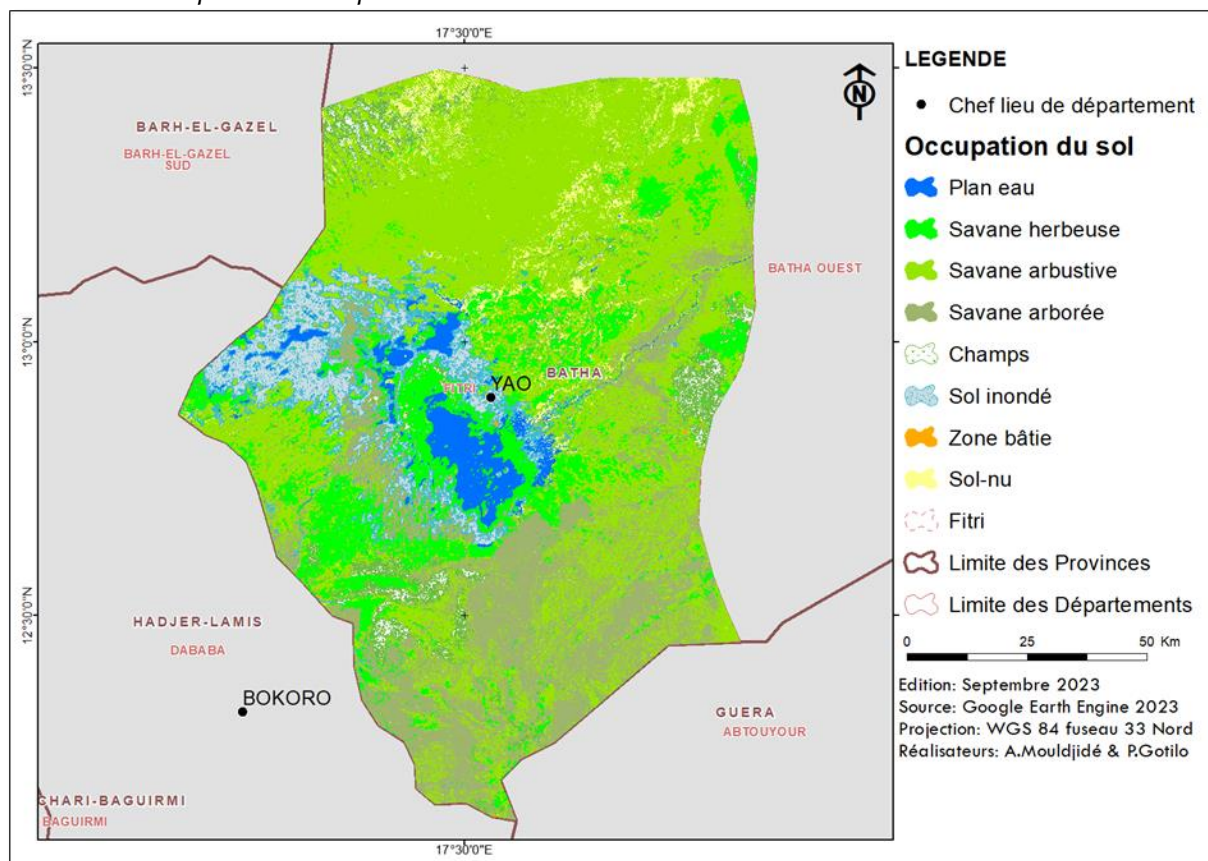 17°30'0"E
13°30'0"N
13°0'0"N
12°30'0"N
N
BARH-EL-GAZEL
BARH-EL-GAZEL
SUD
BATHA OUEST
YAO
BATHA
FITRI
HADJER-LAMIS
DABABA
BOKORO
GUERA
ABTOUYOUR
CHARI-BAGUIRMI
BAGUIRMI
17°30'0"E
LEGENDE
Chef lieu de département
Occupation du sol
Plan eau
Savane herbeuse
Savane arbustive
Savane arborée
Champs
Sol inondé
Zone bâtie
Sol-nu
Fitri
Limite des Provinces
Limite des Départements
0 25 50 Km
Edition: Septembre 2023
Source: Google Earth Engine 2023
Projection: WGS 84 fuseau 33 Nord
Réalisateurs: A.Mouldjidé & P.Gotilo